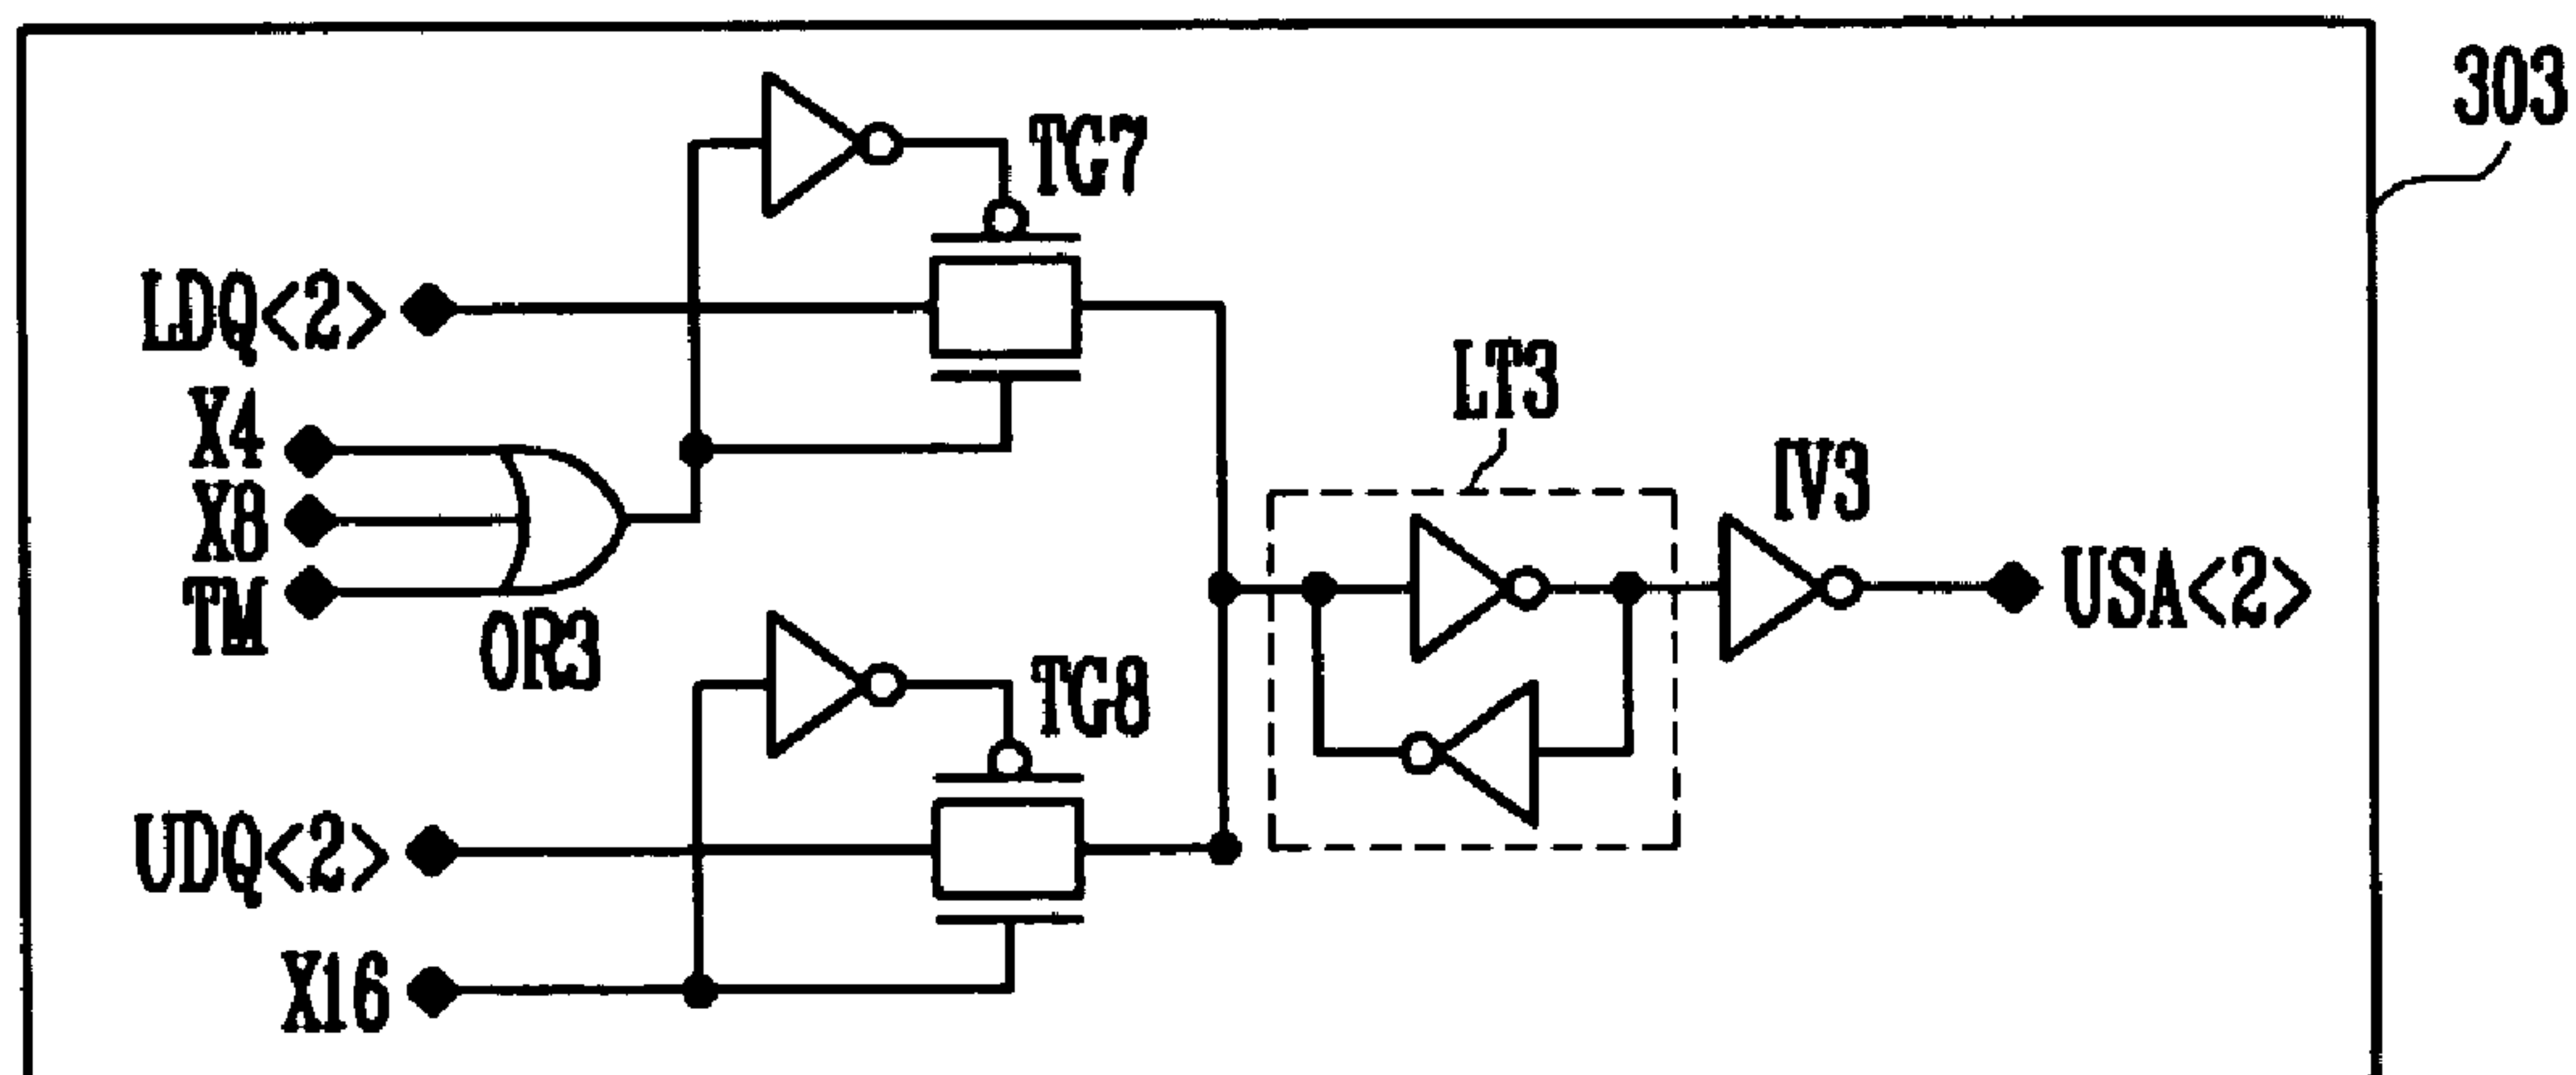 303
TG7
LDQ<2>
X4
X8
TM
OR3
LT3
IV3
USA<2>
TG8
UDQ<2>
X16